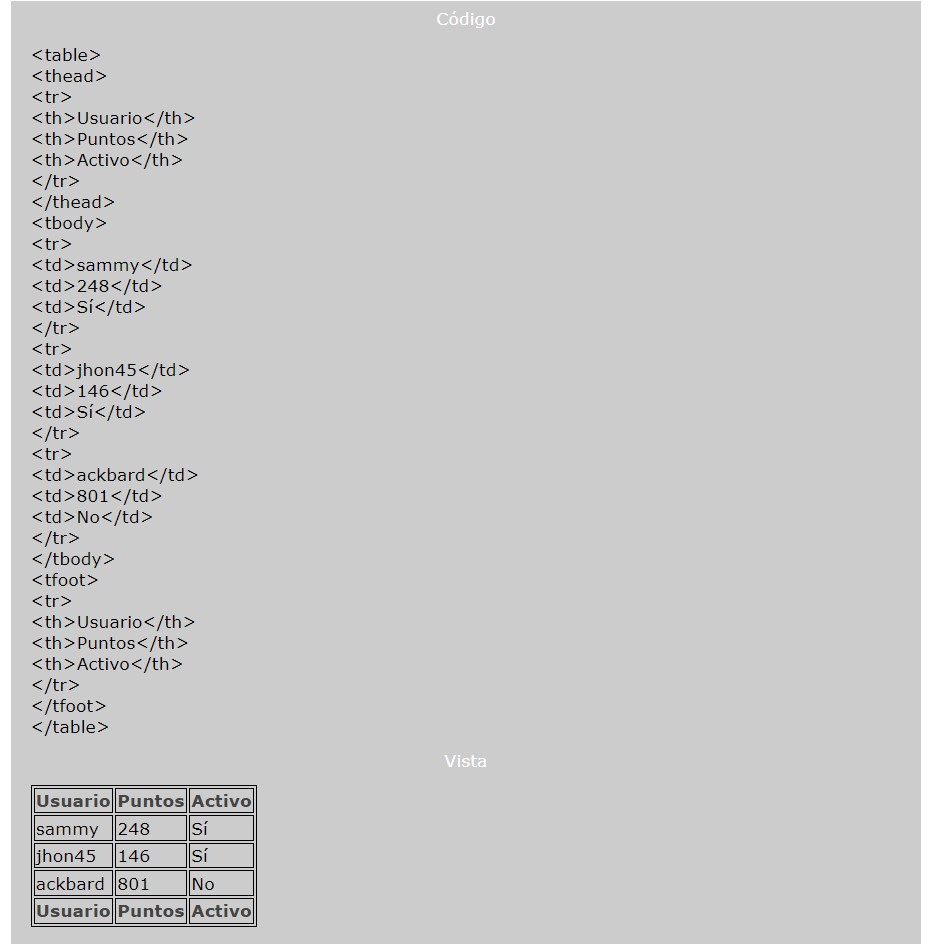 Código
<table>
<thead>
<tr>
<th>Usuario</th>
<th>Puntos</th>
<th>Activo</th>
</tr>
</thead>
<tbody>
<tr>
<td>sammy</td>
<td>248</td>
<td>Sí</td>
</tr>
<tr>
<td>jhon45</td>
<td>146</td>
<td>Sí</td>
</tr>
<tr>
<td>ackbard</td>
<td>801</td>
<td>No</td>
</tr>
</tbody>
<tfoot>
<tr>
<th>Usuario</th>
<th>Puntos</th>
<th>Activo</th>
</tr>
</tfoot>
</table>
Vista
Usuario Puntos Activo
sammy 248 Sí
jhon45 146 Sí
ackbard 801 No
Usuario Puntos Activo